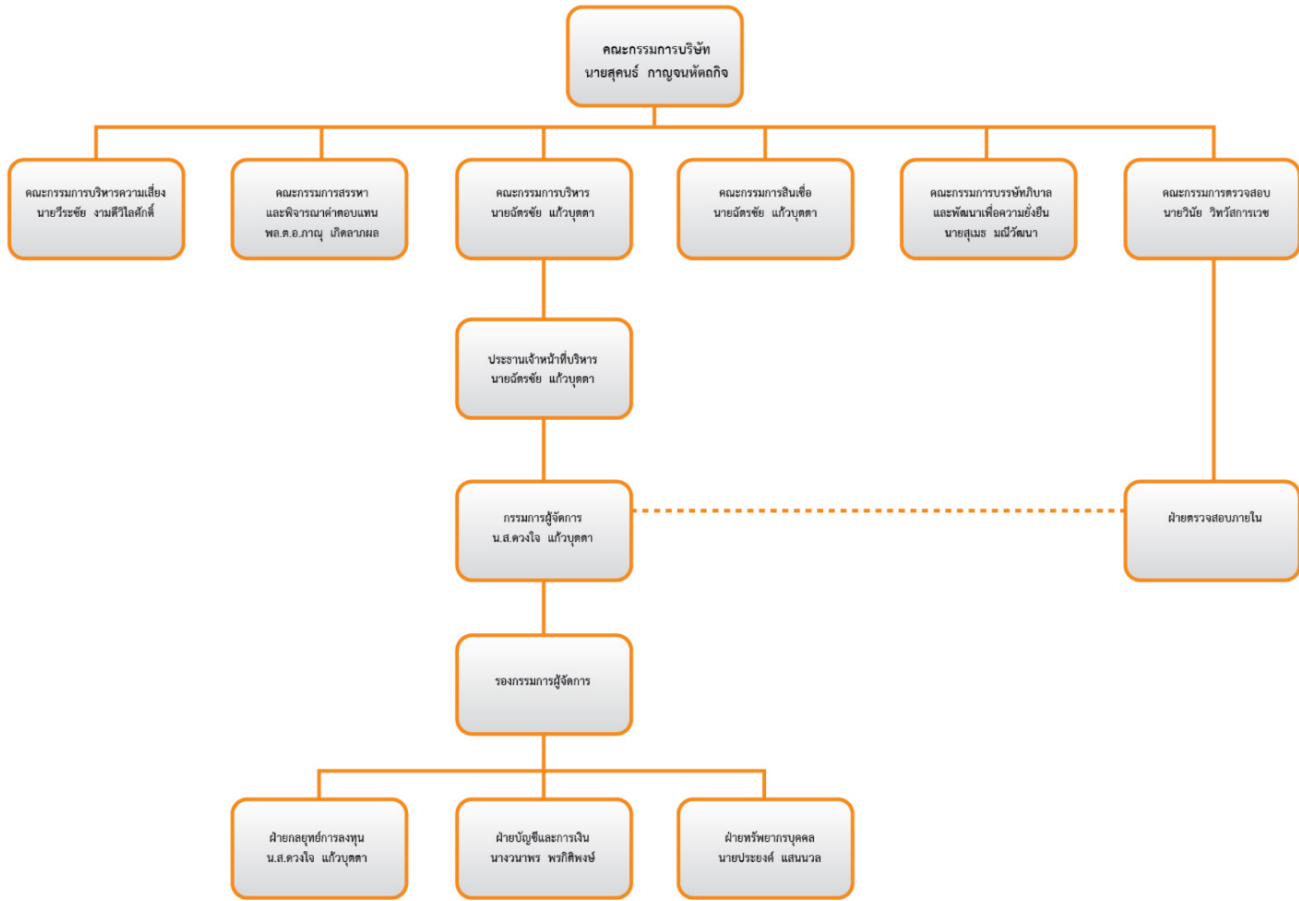 คณะกรรมการบริษัท
นายสุคนธ์ กาญจนหัตถกิจ
คณะกรรมการบริหารความเสี่ยง
นายวีระชัย งามดีวิไลศักดิ์
คณะกรรมการสรรหา
และพิจารณาค่าตอบแทน
พล.ต.อ.ภาณุ เกิดลาภผล
คณะกรรมการบริหาร
นายฉัตรชัย แก้วบุตตา
คณะกรรมการสินเชื่อ
นายฉัตรชัย แก้วบุตตา
คณะกรรมการบรรษัทภิบาล
และพัฒนาเพื่อความยั่งยืน
นายสุเมธ มณีวัฒนา
คณะกรรมการตรวจสอบ
นายวินัย วิทวัสการเวช
ประธานเจ้าหน้าที่บริหาร
นายฉัตรชัย แก้วบุตตา
กรรมการผู้จัดการ
น.ส.ดวงใจ แก้วบุตตา
ฝ่ายตรวจสอบภายใน
รองกรรมการผู้จัดการ
ฝ่ายกลยุทธ์การลงทุน
น.ส.ดวงใจ แก้วบุตตา
ฝ่ายบัญชีและการเงิน
นางวนาพร พรกิติพงษ์
ฝ่ายทรัพยากรบุคคล
นายประยงค์ แสนนวล